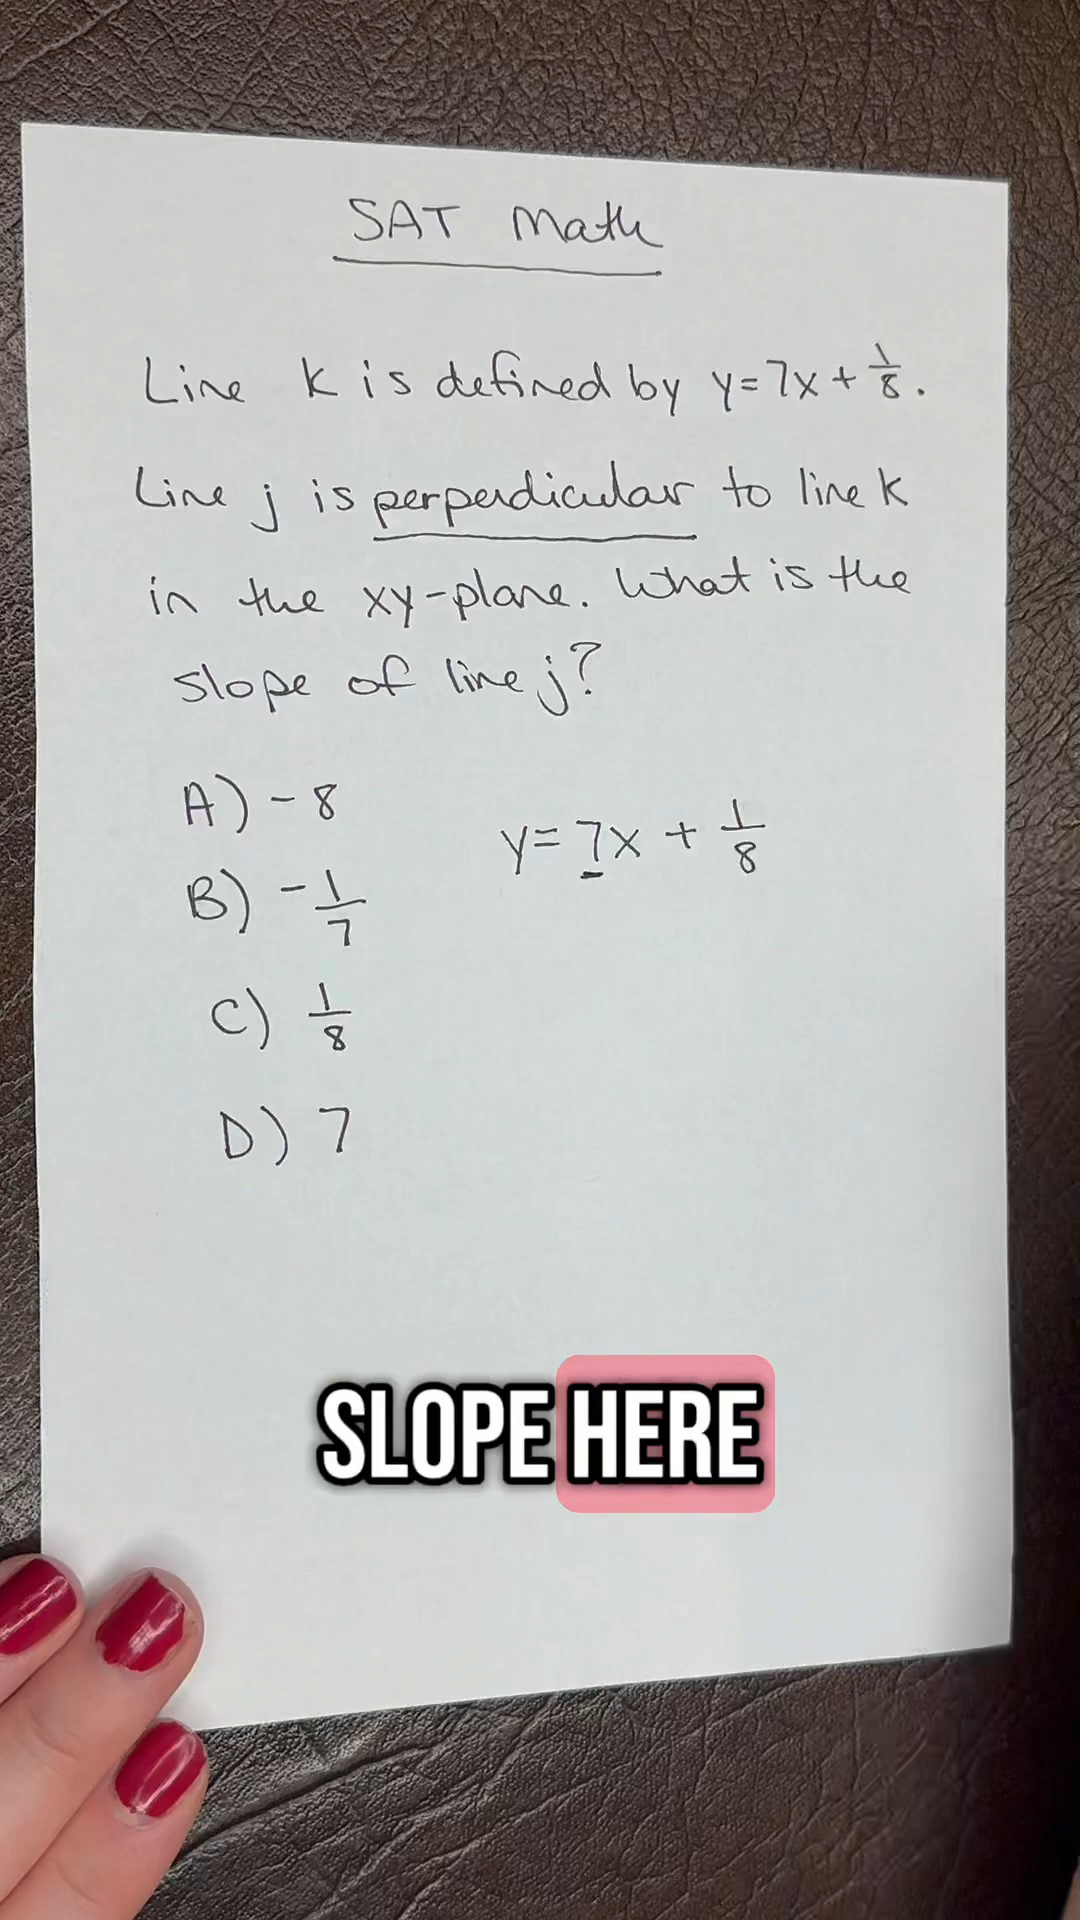 SAT Math
Line k is defined by y=7x+1/8.
Line j is perpendicular to line k
in the xy-plane. What is the
slope of line j?
A) -8
y=7x + 1/8
B) -1/7
C) 1/8
D) 7
SLOPE HERE